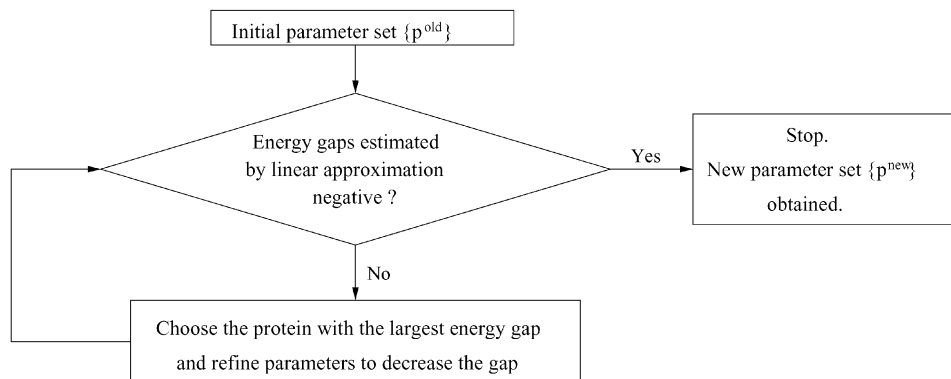 Initial parameter set {p^old}
Energy gaps estimated
by linear approximation
negative ?
Yes
Stop.
New parameter set {p^new}
obtained.
No
Choose the protein with the largest energy gap
and refine parameters to decrease the gap